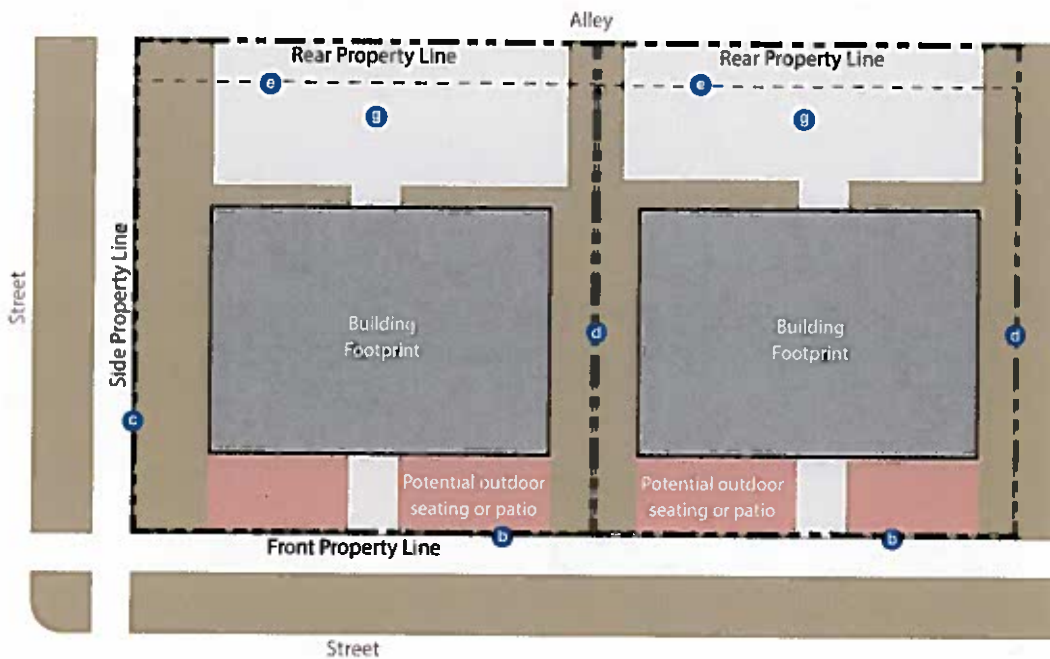 Alley
Rear Property Line
Rear Property Line
e
e
g
g
Street
Side Property Line
Building
Footprint
Building
Footprint
d
d
c
Potential outdoor
seating or patio
Potential outdoor
seating or patio
b
b
Front Property Line
Street